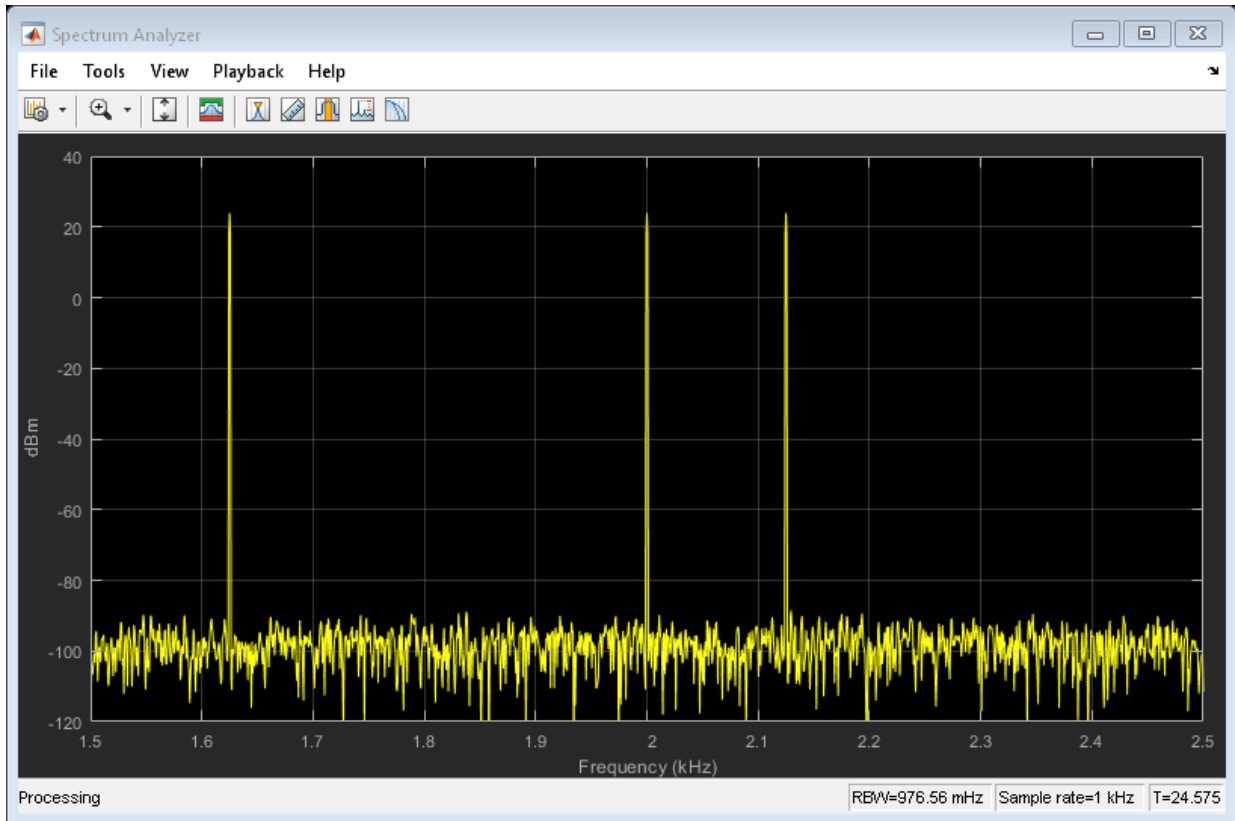 Spectrum Analyzer
File Tools View Playback Help
40
20
0
-20
-40
-60
-80
-100
-120
dBm
1.5 1.6 1.7 1.8 1.9 2 2.1 2.2 2.3 2.4 2.5
Frequency (kHz)
Processing RBW=976.56 mHz Sample rate=1 kHz T=24.575